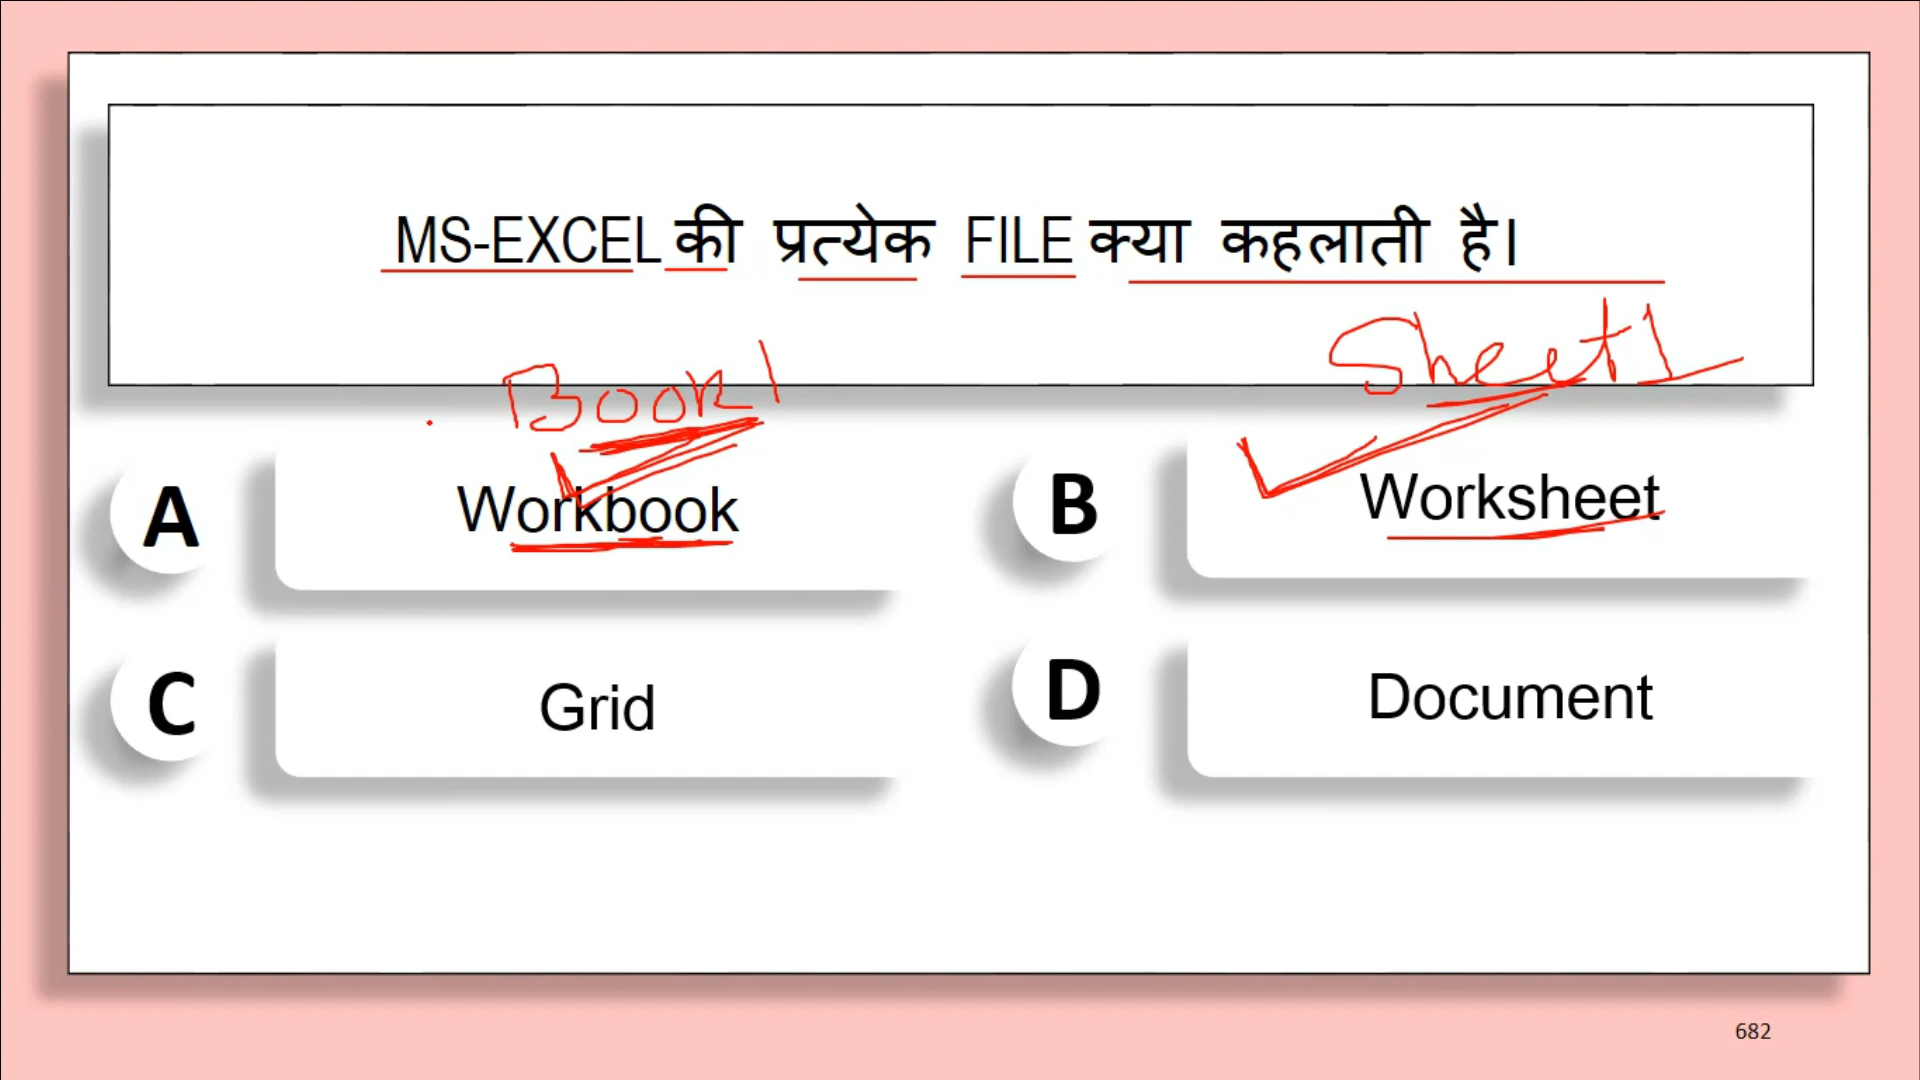 MS-EXCEL की प्रत्येक FILE क्या कहलाती है।
Book1
Sheet1
A
Workbook
B
Worksheet
C
Grid
D
Document
682